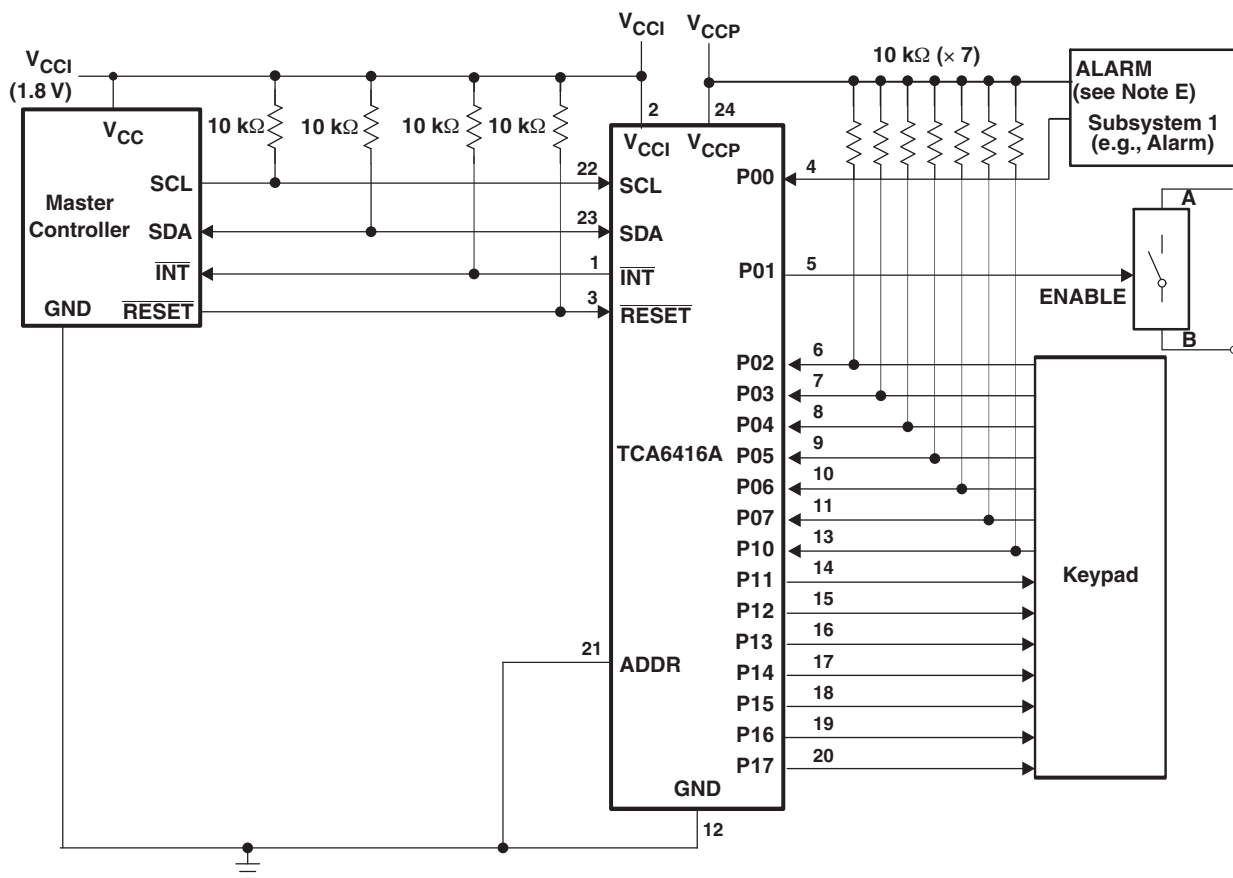 V_CCI
V_CCP
V_CCI
(1.8 V)
10 kΩ (× 7)
ALARM
(see Note E)
Subsystem 1
(e.g., Alarm)
10 kΩ
10 kΩ
10 kΩ
10 kΩ
2
24
V_CC
V_CCI
V_CCP
Master
Controller
SCL
22
SCL
P00
4
A
SDA
23
SDA
INT
1
INT
P01
5
ENABLE
GND
RESET
3
RESET
B
P02
6
P03
7
P04
8
TCA6416A
P05
9
P06
10
P07
11
P10
13
P11
14
Keypad
P12
15
P13
16
21
ADDR
P14
17
P15
18
P16
19
P17
20
GND
12